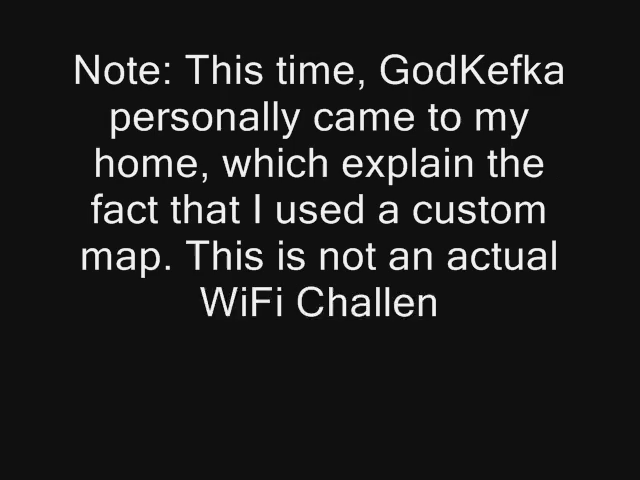 Note: This time, GodKefka
personally came to my
home, which explain the
fact that I used a custom
map. This is not an actual
WiFi Challen